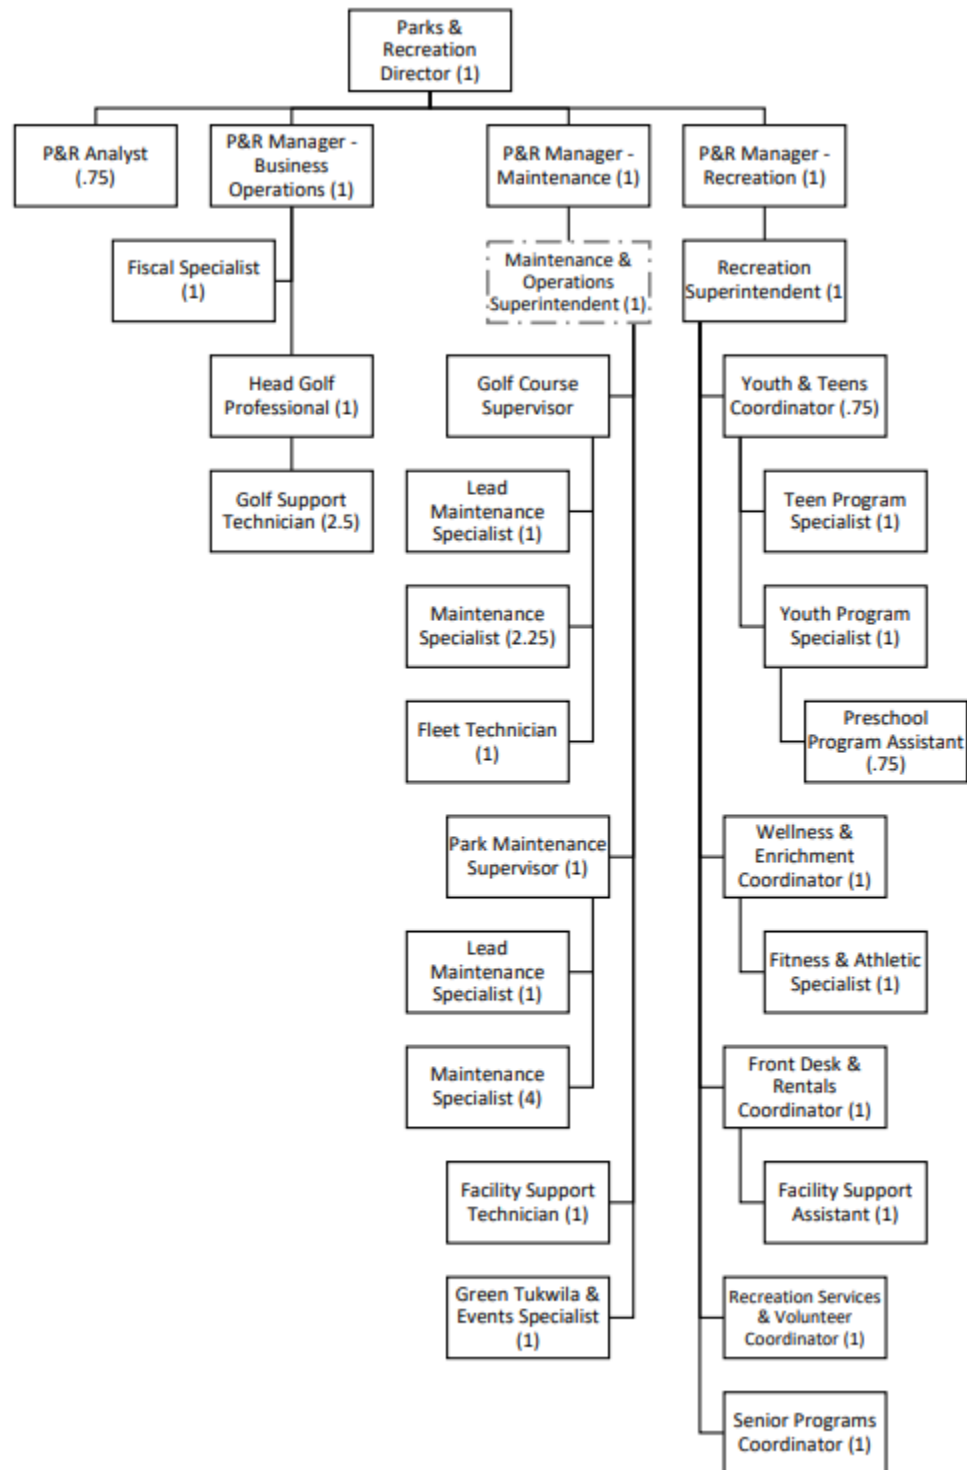 Parks &
Recreation
Director (1)
P&R Analyst
(.75)
P&R Manager -
Business
Operations (1)
P&R Manager -
Maintenance (1)
P&R Manager -
Recreation (1)
Fiscal Specialist
(1)
Maintenance &
Operations
Superintendent (1)
Recreation
Superintendent (1
Head Golf
Professional (1)
Golf Course
Supervisor
Youth & Teens
Coordinator (.75)
Golf Support
Technician (2.5)
Lead
Maintenance
Specialist (1)
Teen Program
Specialist (1)
Maintenance
Specialist (2.25)
Youth Program
Specialist (1)
Fleet Technician
(1)
Preschool
Program Assistant
(.75)
Park Maintenance
Supervisor (1)
Wellness &
Enrichment
Coordinator (1)
Lead
Maintenance
Specialist (1)
Fitness & Athletic
Specialist (1)
Maintenance
Specialist (4)
Front Desk &
Rentals
Coordinator (1)
Facility Support
Technician (1)
Facility Support
Assistant (1)
Green Tukwila &
Events Specialist
(1)
Recreation Services
& Volunteer
Coordinator (1)
Senior Programs
Coordinator (1)